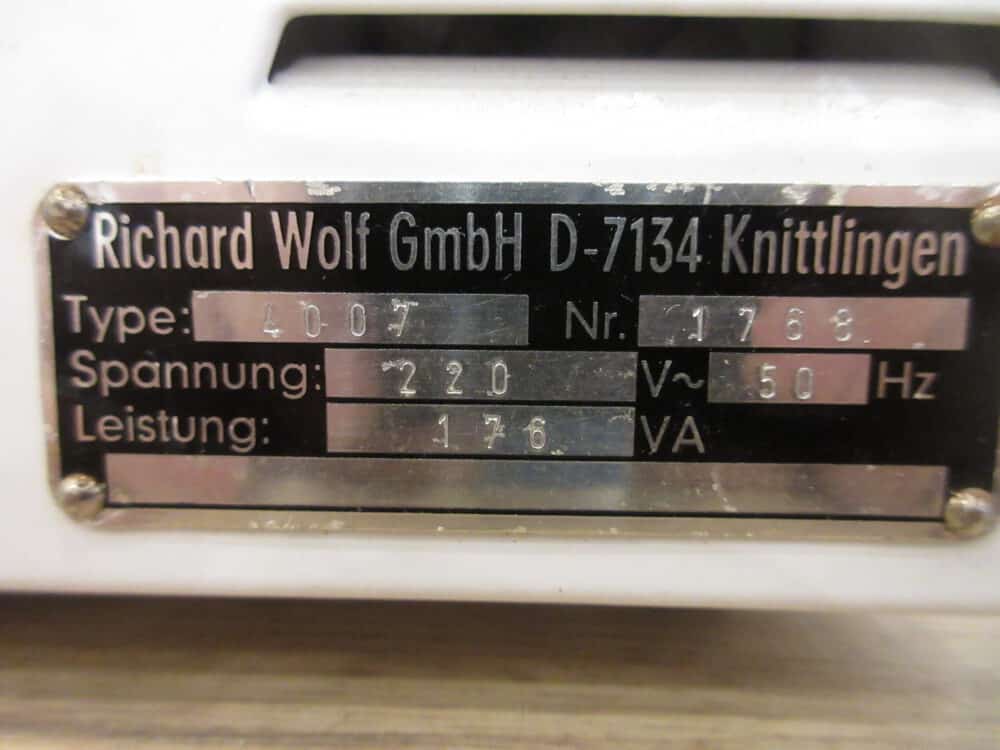 Richard Wolf GmbH D-7134 Knittlingen
Type: 4007 Nr. 1768
Spannung: 220 V~ 50 Hz
Leistung: 176 VA